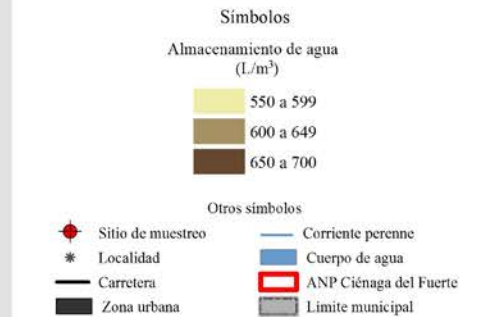 Símbolos
Almacenamiento de agua
(L/m³)
550 a 599
600 a 649
650 a 700
Otros símbolos
Sitio de muestreo
Corriente perenne
Localidad
Cuerpo de agua
Carretera
ANP Ciénaga del Fuerte
Zona urbana
Limite municipal